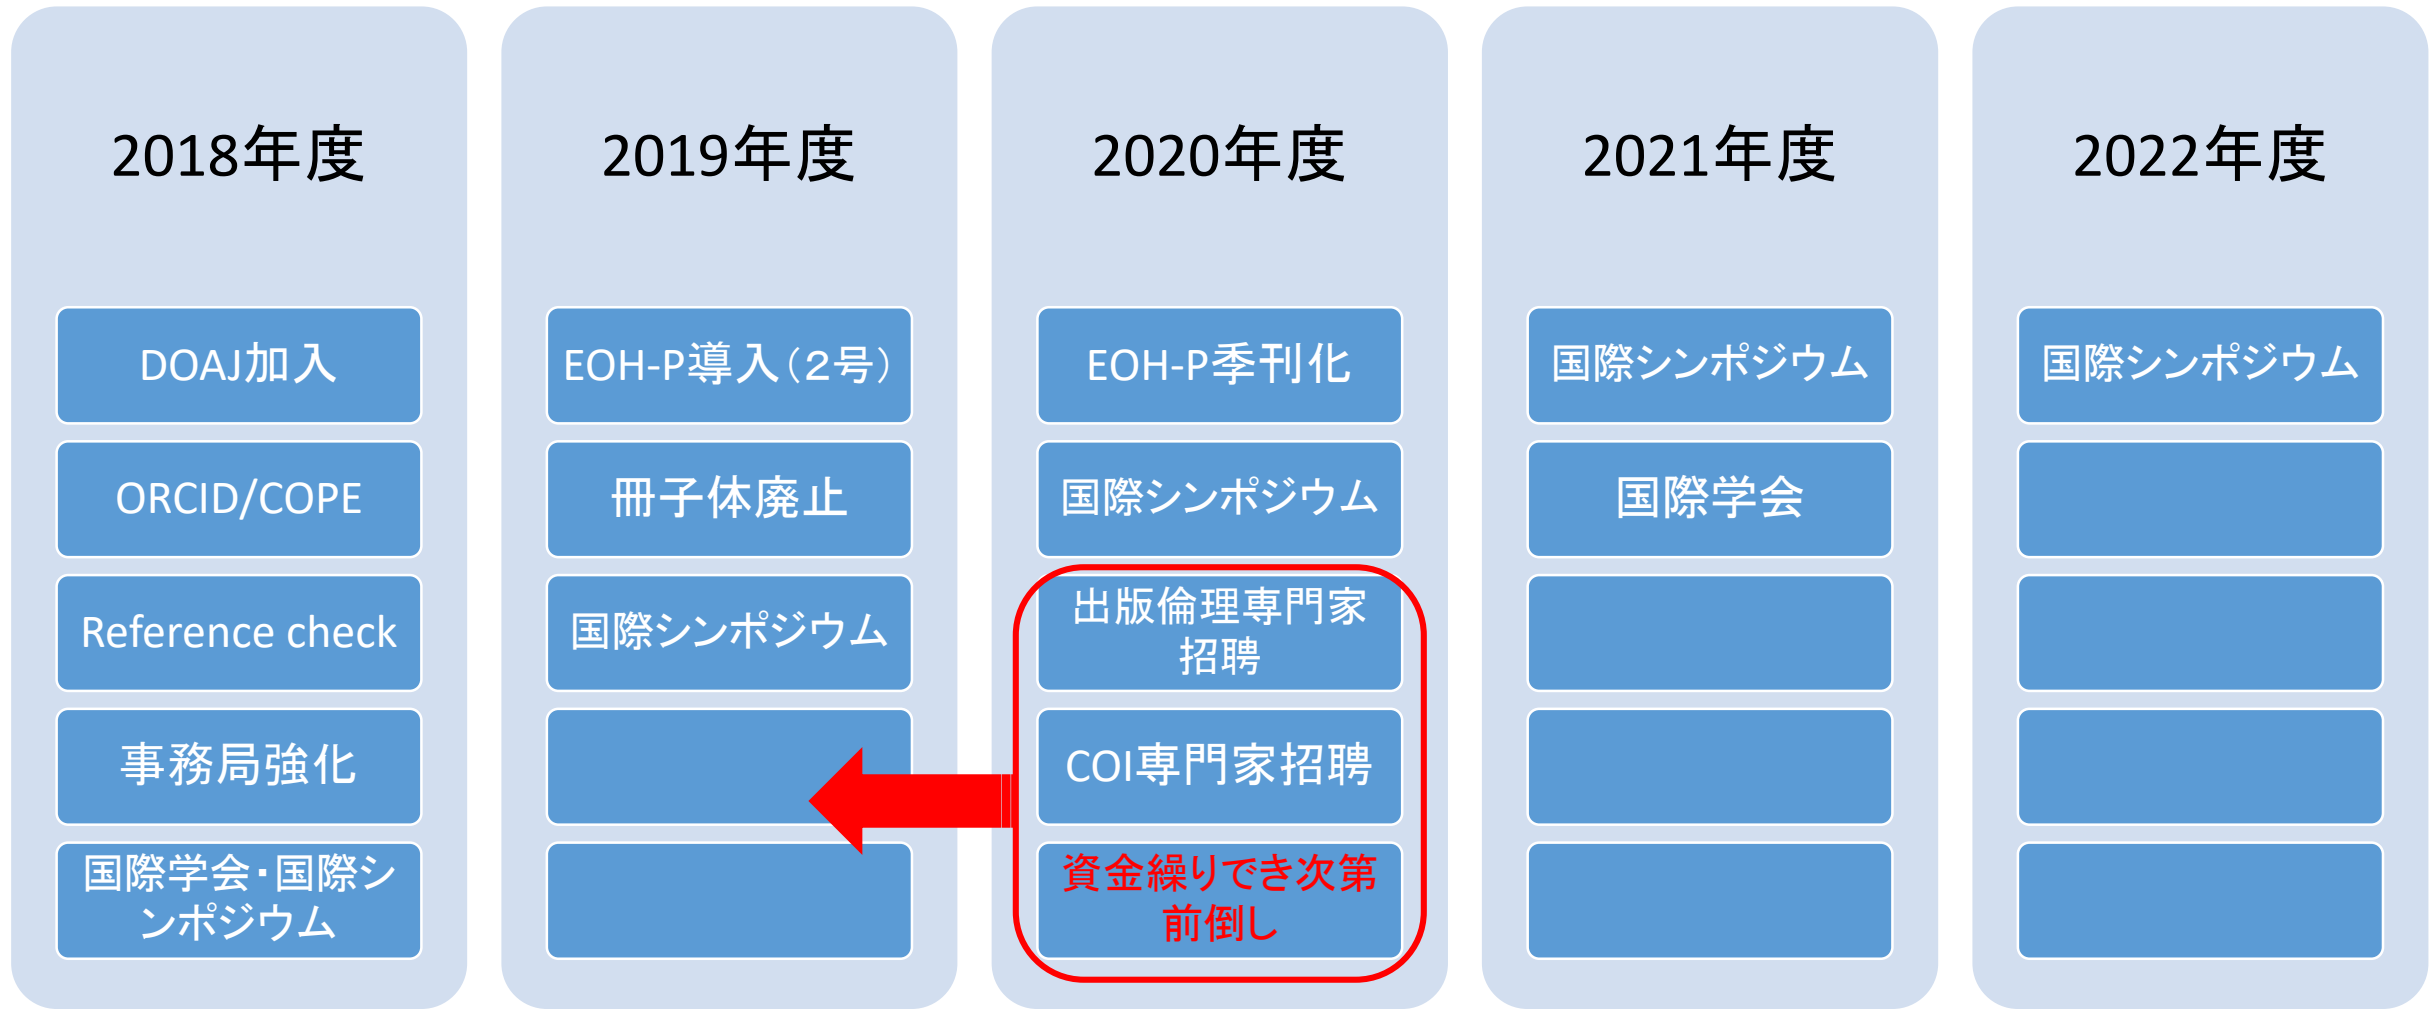 2018年度
DOAJ加入
ORCID/COPE
Reference check
事務局強化
国際学会・国際シ
ンポジウム
2019年度
EOH-P導入（２号）
冊子体廃止
国際シンポジウム
2020年度
EOH-P季刊化
国際シンポジウム
出版倫理専門家
招聘
COI専門家招聘
資金繰りでき次第
前倒し
2021年度
国際シンポジウム
国際学会
2022年度
国際シンポジウム